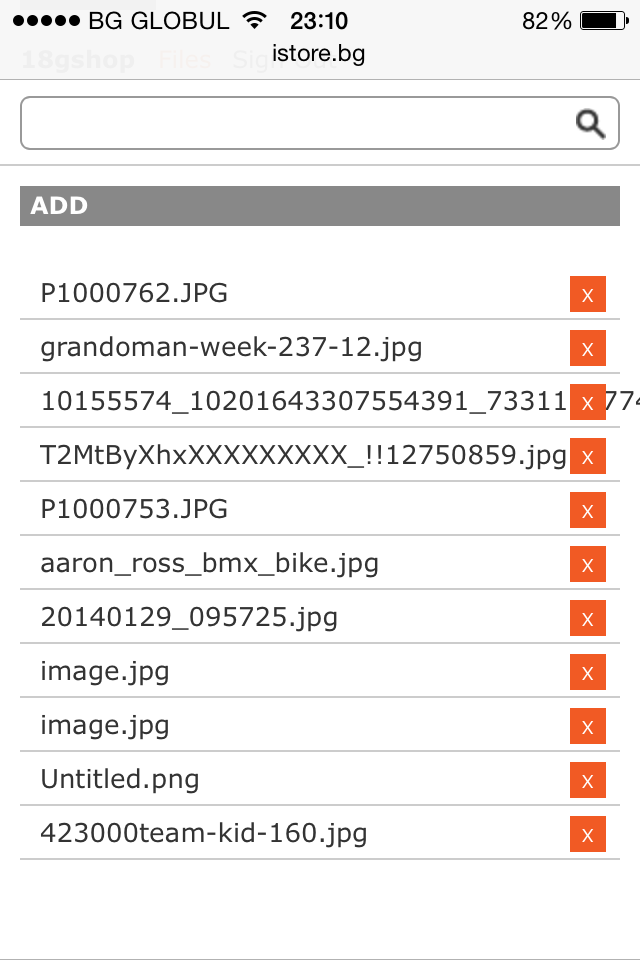 BG GLOBUL 23:10 82%
istore.bg
18gshop Files Sign
ADD
P1000762.JPG X
grandoman-week-237-12.jpg X
10155574_10201643307554391_73311 X 774
T2MtByXhxXXXXXXXXX_!!12750859.jpg X
P1000753.JPG X
aaron_ross_bmx_bike.jpg X
20140129_095725.jpg X
image.jpg X
image.jpg X
Untitled.png X
423000team-kid-160.jpg X